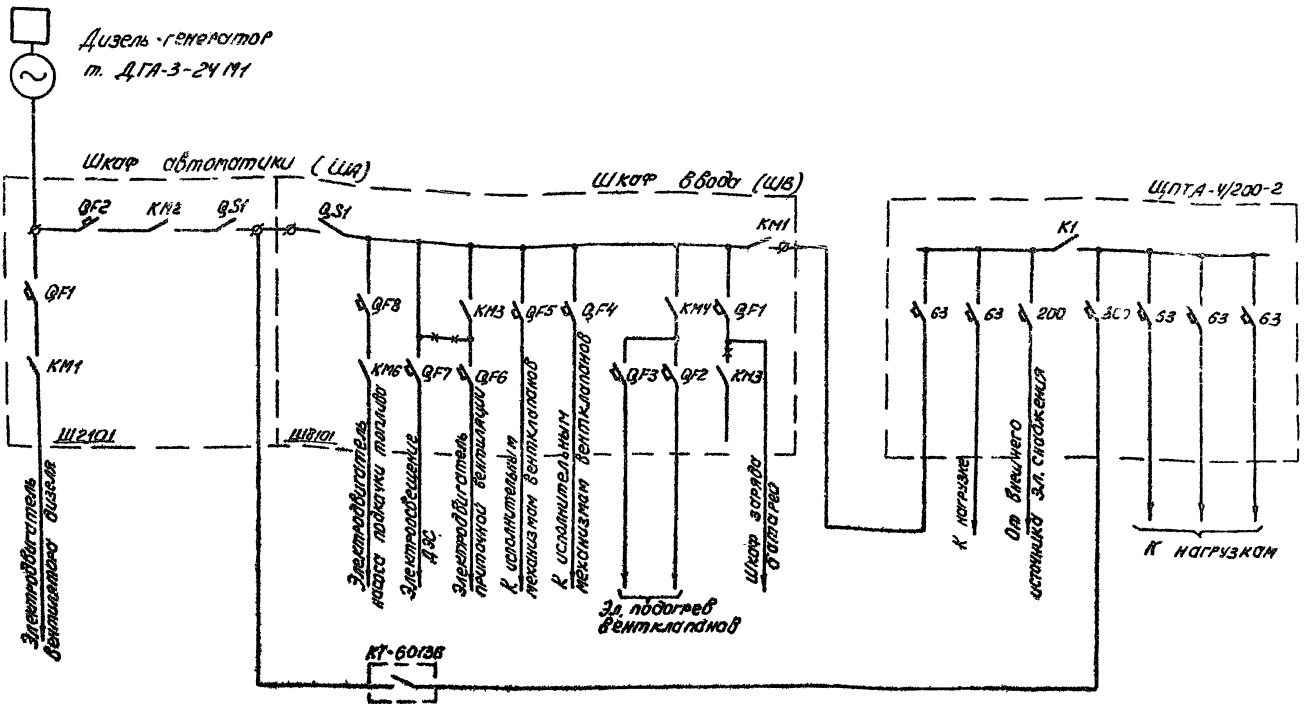 Дизель-генератор
т. ДГА-3-24 М1
Шкаф автоматики (ША)
Шкаф ввода (ШВ)
ЩПТА-4/200-2
QF2
KM2
QS1
QS1
KM1
K1
QF1
QF8
KM3
QF5
QF4
KM4
QF1
63
63
200
300
63
63
63
KM1
KM6
QF7
QF6
QF3
QF2
KM3
Ш2101
Ш8101
Электродвигатель
вентилятора дизеля
Электродвигатель
насоса подкачки топлива
Электроосвещение
ДЭС
Электродвигатель
приточной вентиляции
К исполнительным
механизмам вентклапанов
К исполнительным
механизмам вентклапанов
Эл. подогрев
вентклапанов
Шкаф заряда
батарей
К нагрузке
От внешнего
источника эл. снабжения
К нагрузкам
КТ-6013В